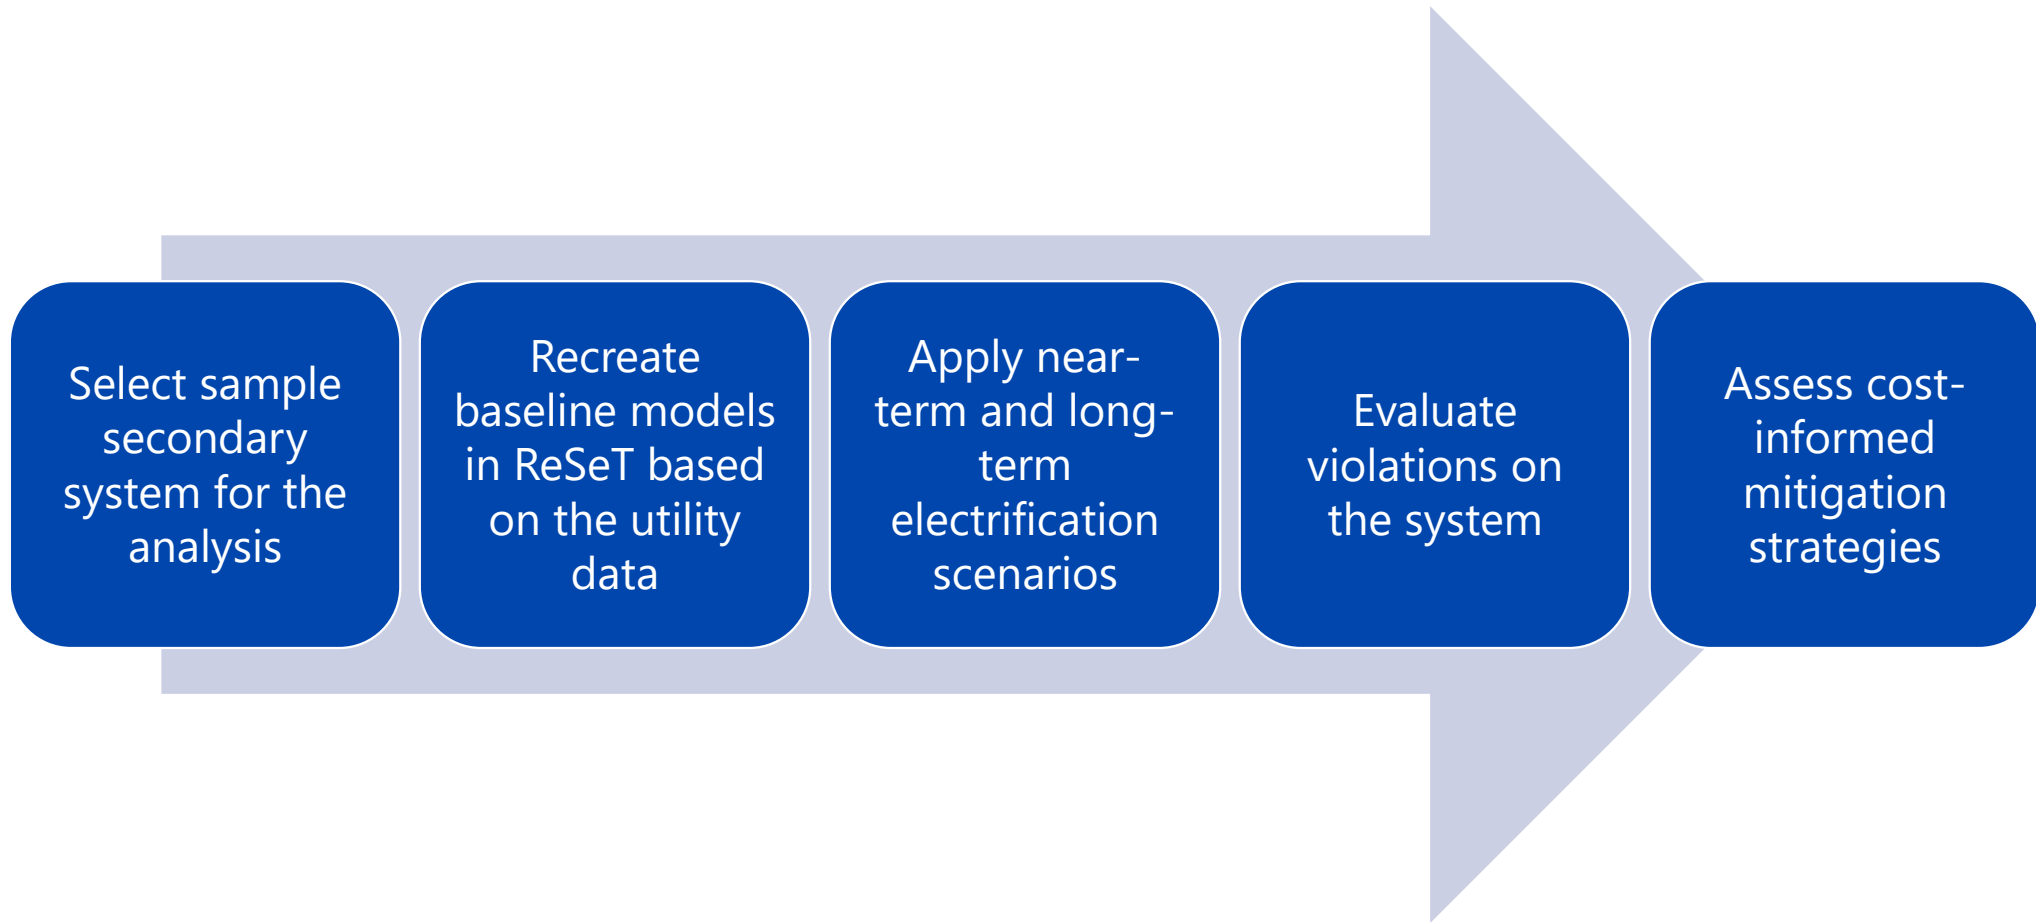 Select sample
secondary
system for the
analysis
Recreate
baseline models
in ReSeT based
on the utility
data
Apply near-
term and long-
term
electrification
scenarios
Evaluate
violations on
the system
Assess cost-
informed
mitigation
strategies